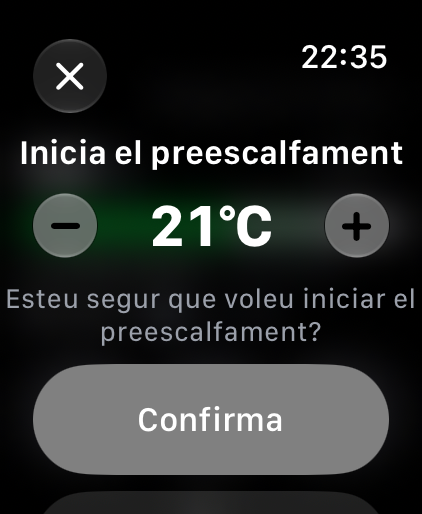 22:35
Inicia el preescalfament
21°C
Esteu segur que voleu iniciar el
preescalfament?
Confirma